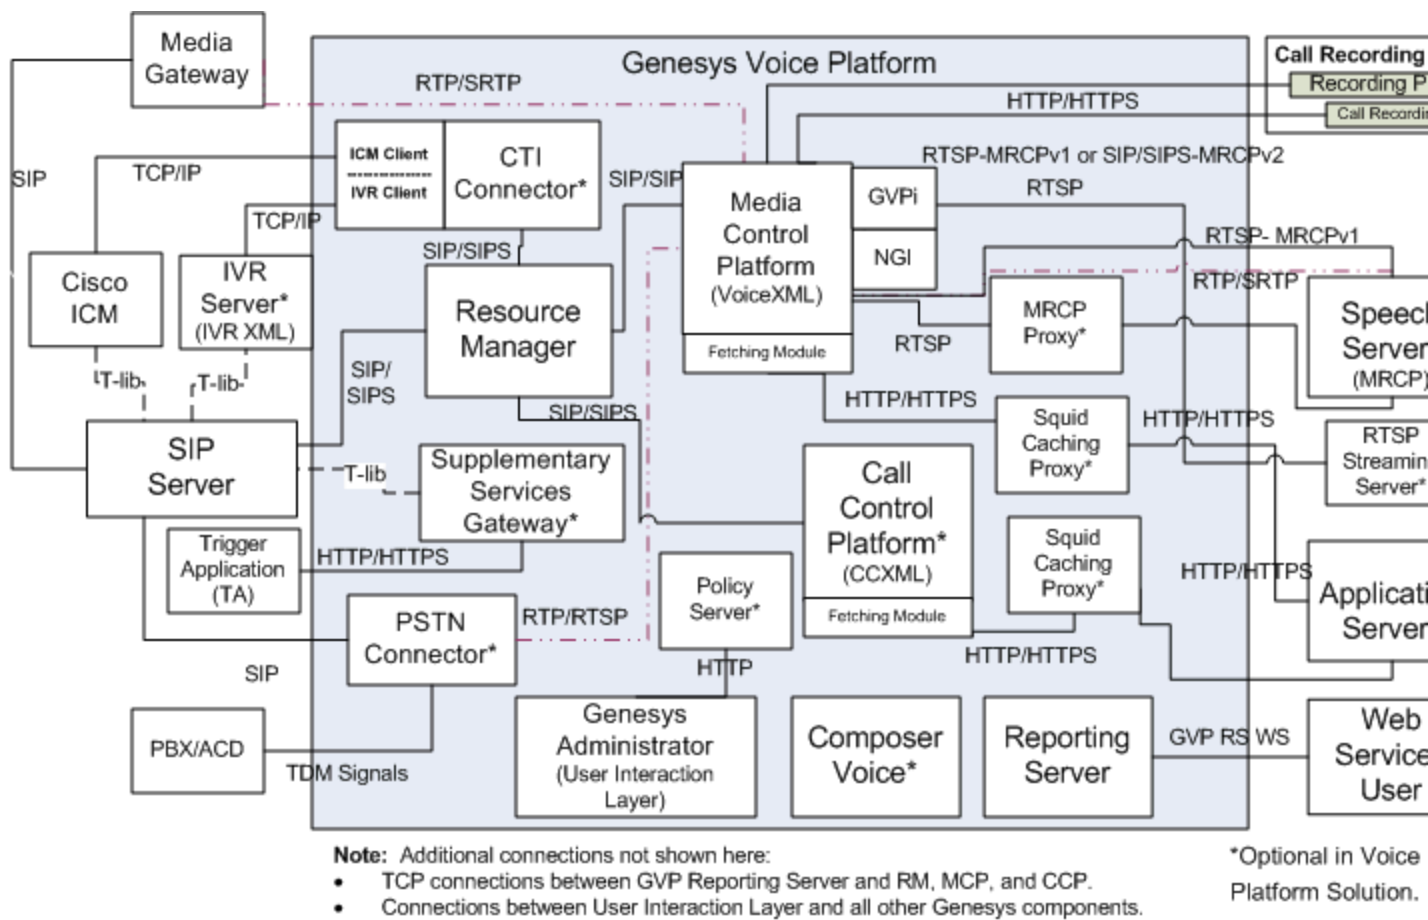 Media
Gateway
Genesys Voice Platform
Call Recording
Recording P
Call Recordin
RTP/SRTP
HTTP/HTTPS
ICM Client
IVR Client
CTI
Connector*
TCP/IP
SIP
TCP/IP
SIP/SIP
SIP/SIPS
RTSP-MRCPv1 or SIP/SIPS-MRCPv2
RTSP
Media
Control
Platform
(VoiceXML)
Fetching Module
GVPi
NGI
RTSP- MRCPv1
RTP/SRTP
Cisco
ICM
IVR
Server*
(IVR XML)
Resource
Manager
MRCP
Proxy*
RTSP
Speech
Server
(MRCP)
T-lib
T-lib
SIP/
SIPS
SIP/SIPS
HTTP/HTTPS
Squid
Caching
Proxy*
HTTP/HTTPS
RTSP
Streamin
Server*
SIP
Server
T-lib
Supplementary
Services
Gateway*
Call
Control
Platform*
(CCXML)
Fetching Module
Squid
Caching
Proxy*
Trigger
Application
(TA)
HTTP/HTTPS
Policy
Server*
HTTP/HTTPS
Applicati
Server
PSTN
Connector*
RTP/RTSP
HTTP/HTTPS
SIP
HTTP
PBX/ACD
TDM Signals
Genesys
Administrator
(User Interaction
Layer)
Composer
Voice*
Reporting
Server
GVP RS WS
Web
Service
User
Note: Additional connections not shown here:
• TCP connections between GVP Reporting Server and RM, MCP, and CCP.
• Connections between User Interaction Layer and all other Genesys components.
*Optional in Voice
Platform Solution.